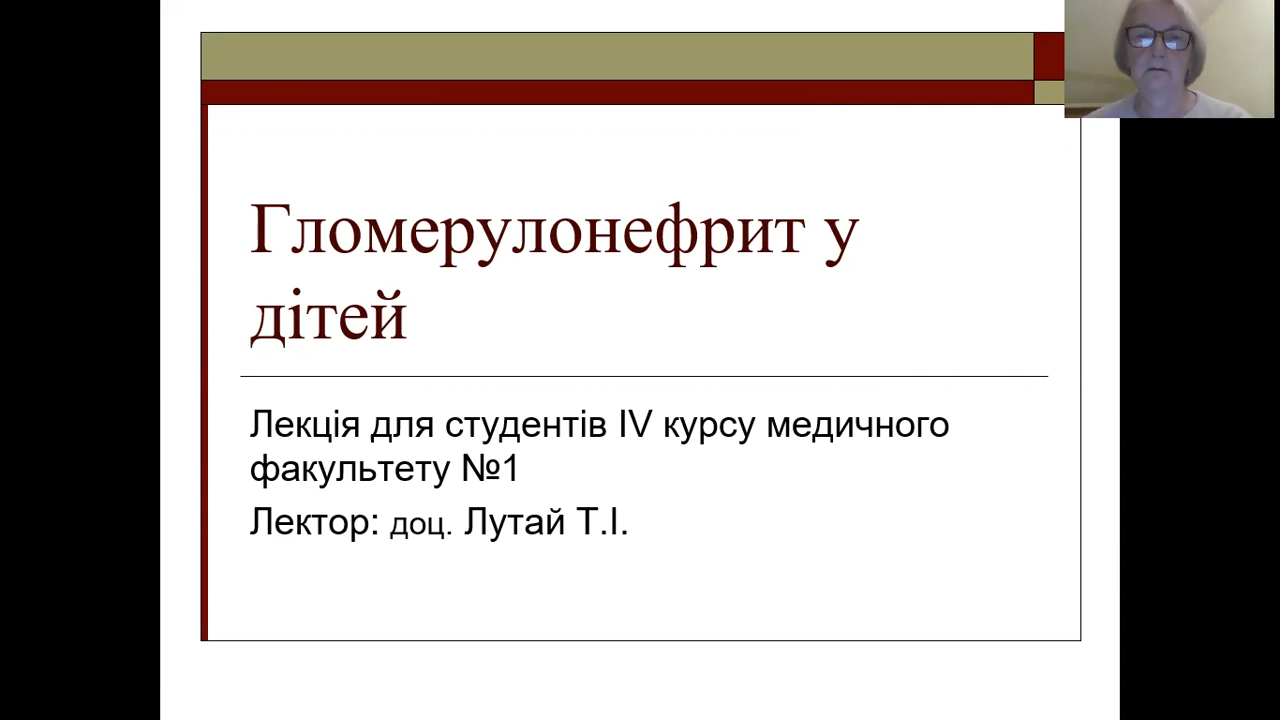 Гломерулонефрит у
дітей
Лекція для студентів IV курсу медичного
факультету №1
Лектор: доц. Лутай Т.І.